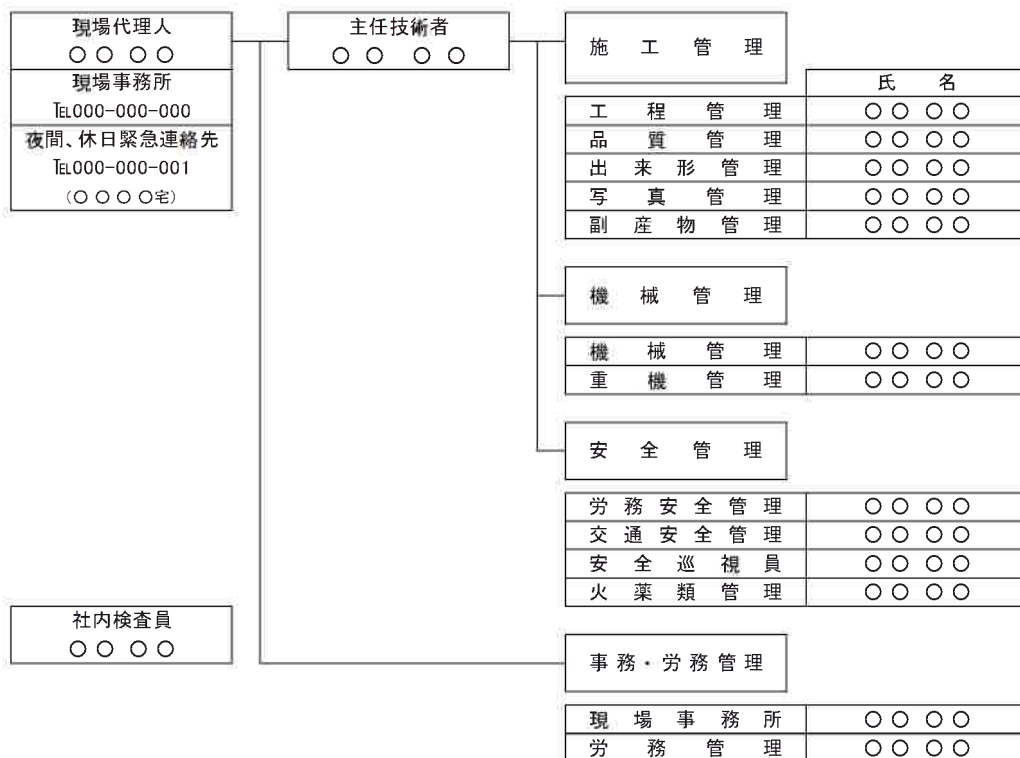 現場代理人
○○ ○○
現場事務所
℡000-000-000
夜間、休日緊急連絡先
℡000-000-001
(○○○○宅)
主任技術者
○○ ○○
施工管理
氏名
工程管理 ○○ ○○
品質管理 ○○ ○○
出来形管理 ○○ ○○
写真管理 ○○ ○○
副産物管理 ○○ ○○
機械管理
機械管理 ○○ ○○
重機管理 ○○ ○○
安全管理
労務安全管理 ○○ ○○
交通安全管理 ○○ ○○
安全巡視員 ○○ ○○
火薬類管理 ○○ ○○
社内検査員
○○ ○○
事務・労務管理
現場事務所 ○○ ○○
労務管理 ○○ ○○